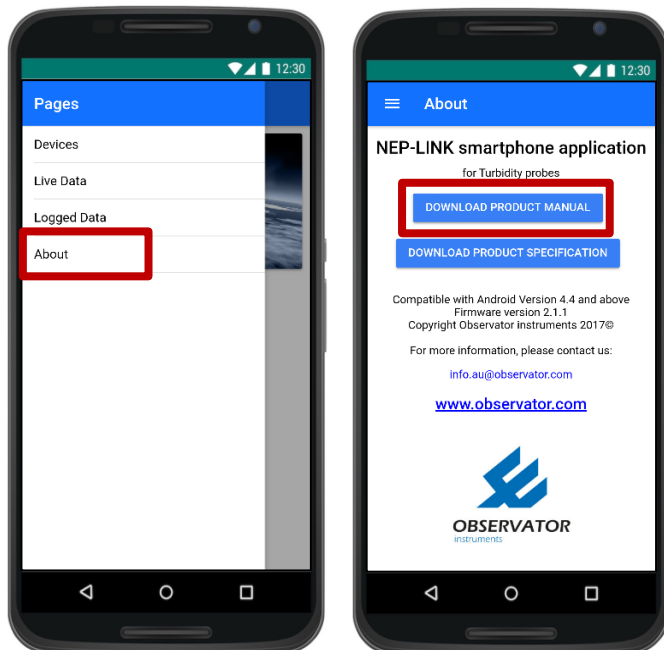 12:30
Pages
Devices
Live Data
Logged Data
About
12:30
About
NEP-LINK smartphone application
for Turbidity probes
DOWNLOAD PRODUCT MANUAL
DOWNLOAD PRODUCT SPECIFICATION
Compatible with Android Version 4.4 and above
Firmware version 2.1.1
Copyright Observator instruments 2017©
For more information, please contact us:
info.au@observator.com
www.observator.com
OBSERVATOR
instruments